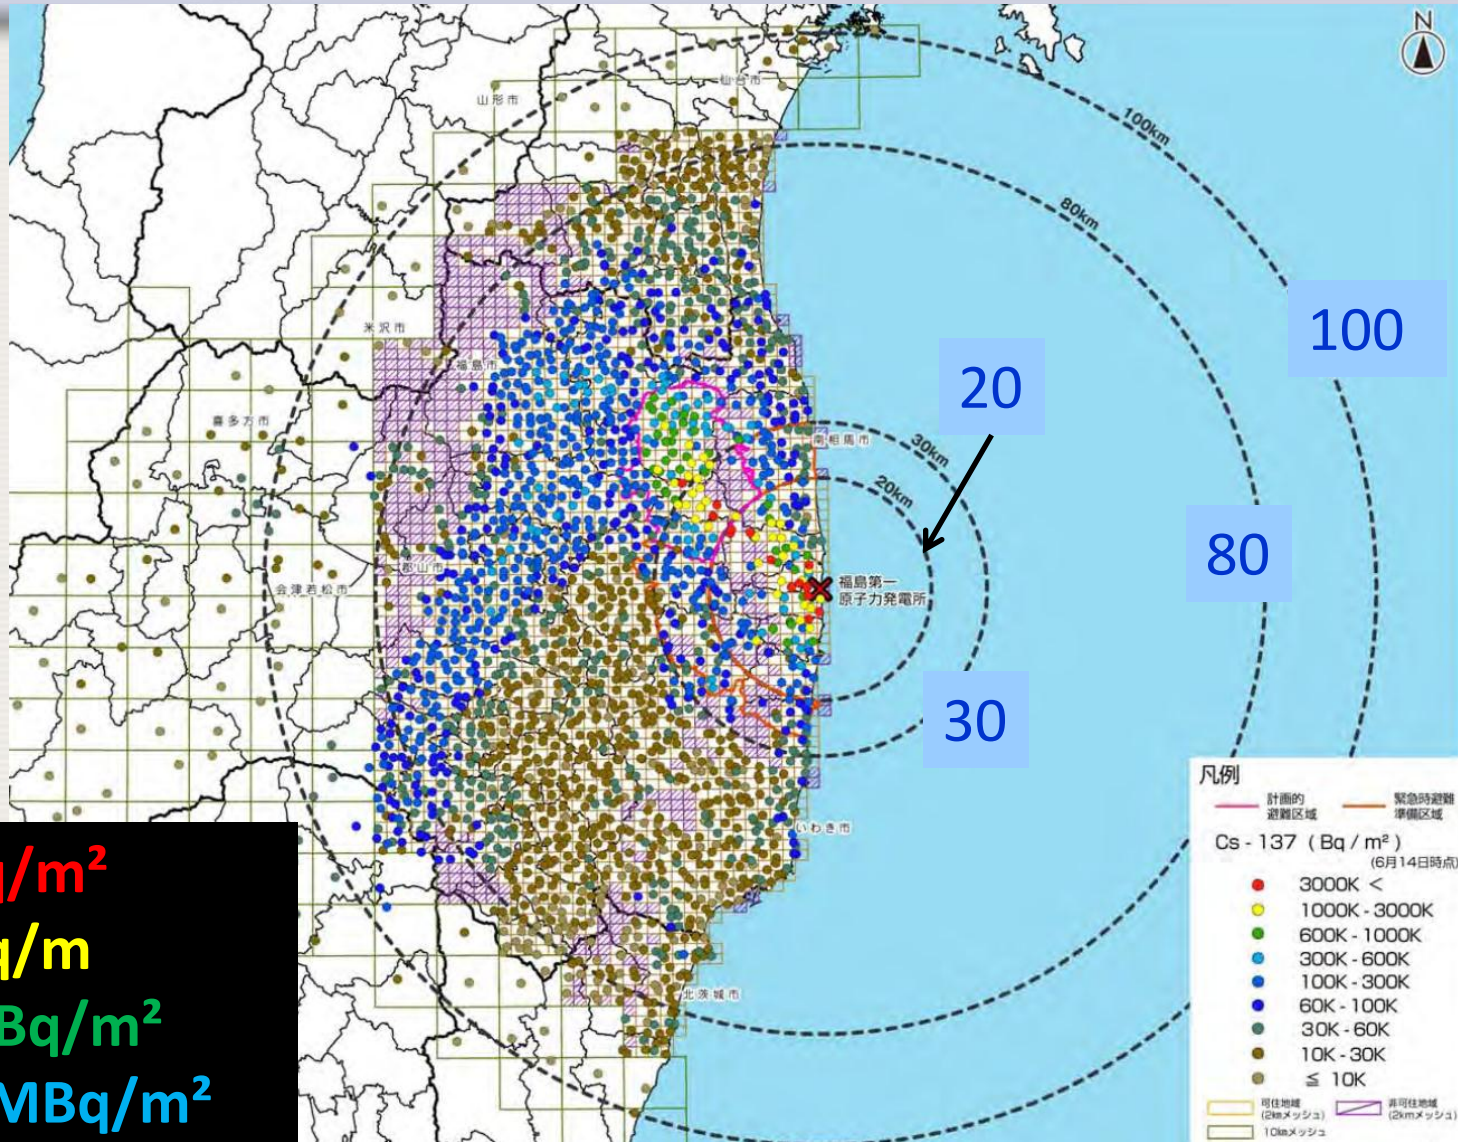 N
仙台市
山形市
100km
80km
100
米沢市
福島市
20
喜多方市
南相馬市
30km
20km
80
郡山市
会津若松市
福島第一
原子力発電所
30
いわき市
北茨城市
q/m²
q/m
Bq/m²
MBq/m²
凡例
計画的
避難区域
緊急時避難
準備区域
Cs - 137 ( Bq / m² )
(6月14日時点)
3000K <
1000K - 3000K
600K - 1000K
300K - 600K
100K - 300K
60K - 100K
30K - 60K
10K - 30K
≦ 10K
可住地域
(2kmメッシュ)
非可住地域
(2kmメッシュ)
10kmメッシュ